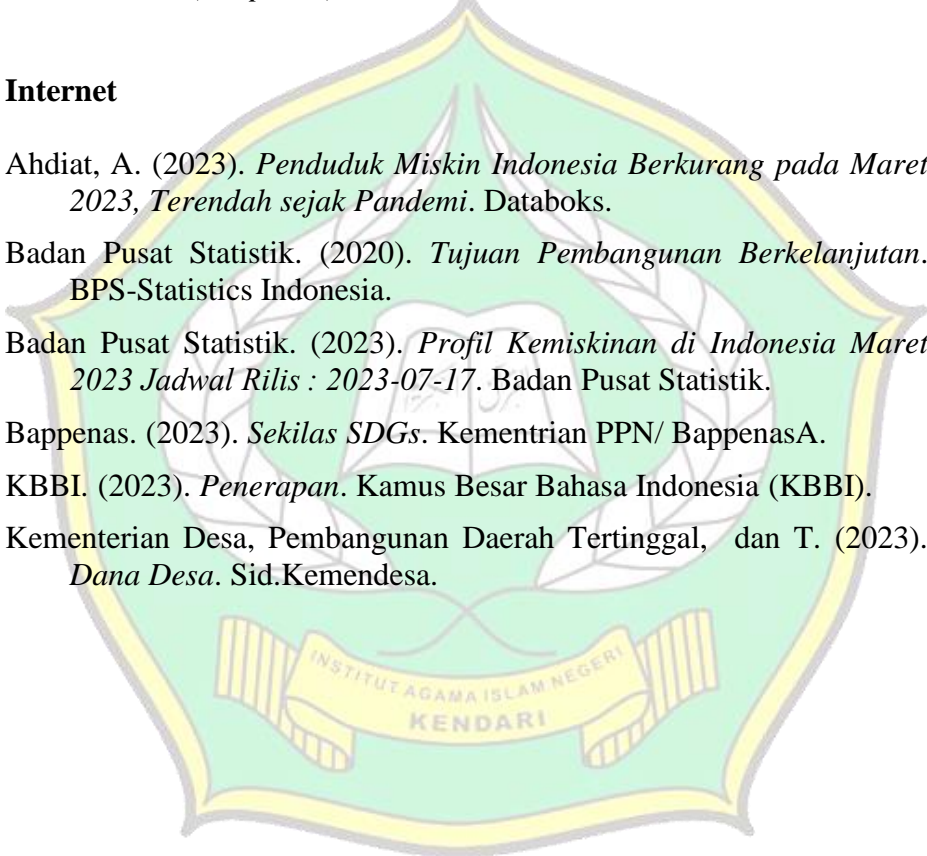 Internet
Ahdiat, A. (2023). Penduduk Miskin Indonesia Berkurang pada Maret
2023, Terendah sejak Pandemi. Databoks.
Badan Pusat Statistik. (2020). Tujuan Pembangunan Berkelanjutan.
BPS-Statistics Indonesia.
Badan Pusat Statistik. (2023). Profil Kemiskinan di Indonesia Maret
2023 Jadwal Rilis : 2023-07-17. Badan Pusat Statistik.
Bappenas. (2023). Sekilas SDGs. Kementrian PPN/ BappenasA.
KBBI. (2023). Penerapan. Kamus Besar Bahasa Indonesia (KBBI).
Kementerian Desa, Pembangunan Daerah Tertinggal, dan T. (2023).
Dana Desa. Sid.Kemendesa.
INSTITUT AGAMA ISLAM NEGERI
KENDARI